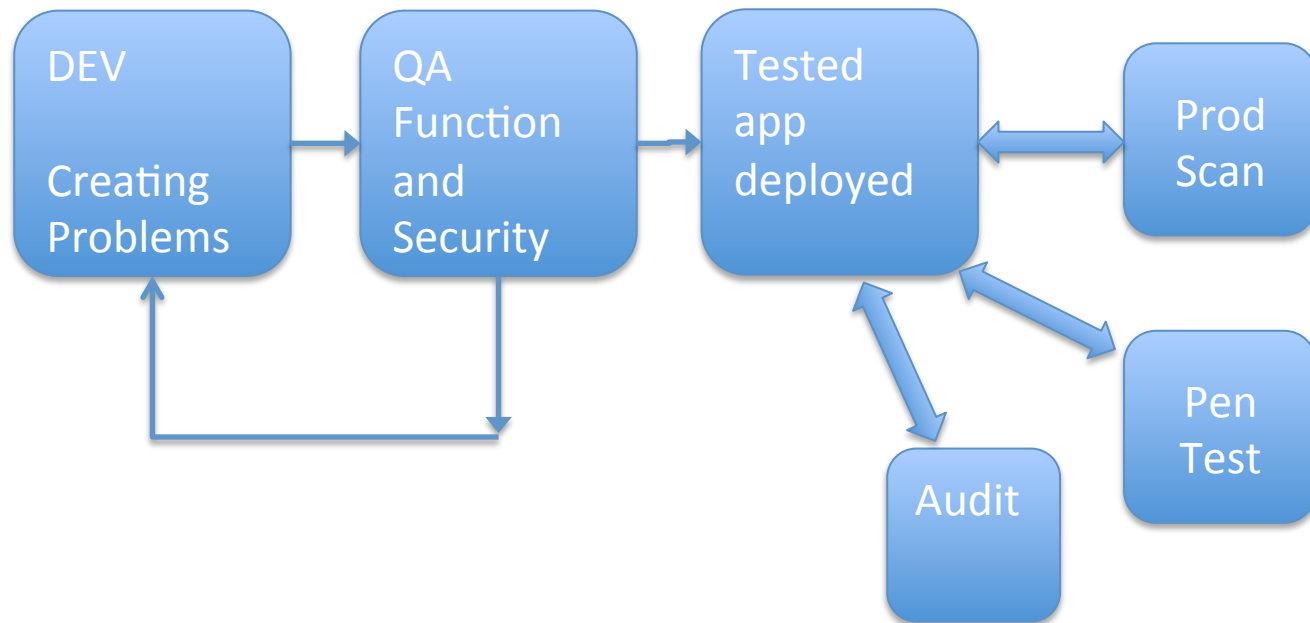 DEV
Creating
Problems
QA
Function
and
Security
Tested
app
deployed
Prod
Scan
Pen
Test
Audit